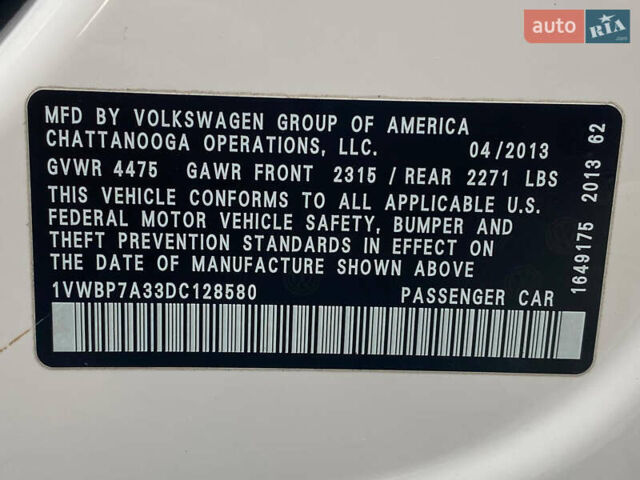 auto RIA.com
MFD BY VOLKSWAGEN GROUP OF AMERICA
CHATTANOOGA OPERATIONS, LLC. 04/2013
GVWR 4475 GAWR FRONT 2315 / REAR 2271 LBS
THIS VEHICLE CONFORMS TO ALL APPLICABLE U.S.
FEDERAL MOTOR VEHICLE SAFETY, BUMPER AND
THEFT PREVENTION STANDARDS IN EFFECT ON
THE DATE OF MANUFACTURE SHOWN ABOVE
1VWBP7A33DC128580 PASSENGER CAR
1649175 2013 62